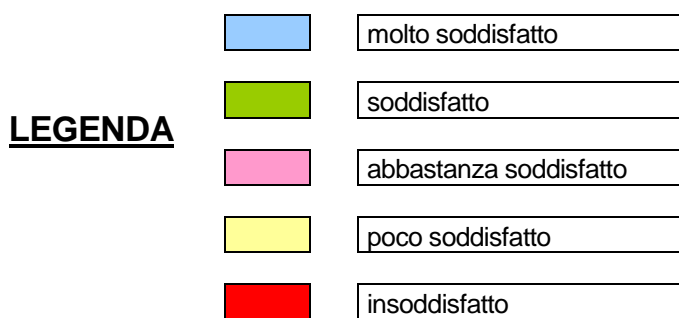 molto soddisfatto
soddisfatto
LEGENDA
abbastanza soddisfatto
poco soddisfatto
insoddisfatto